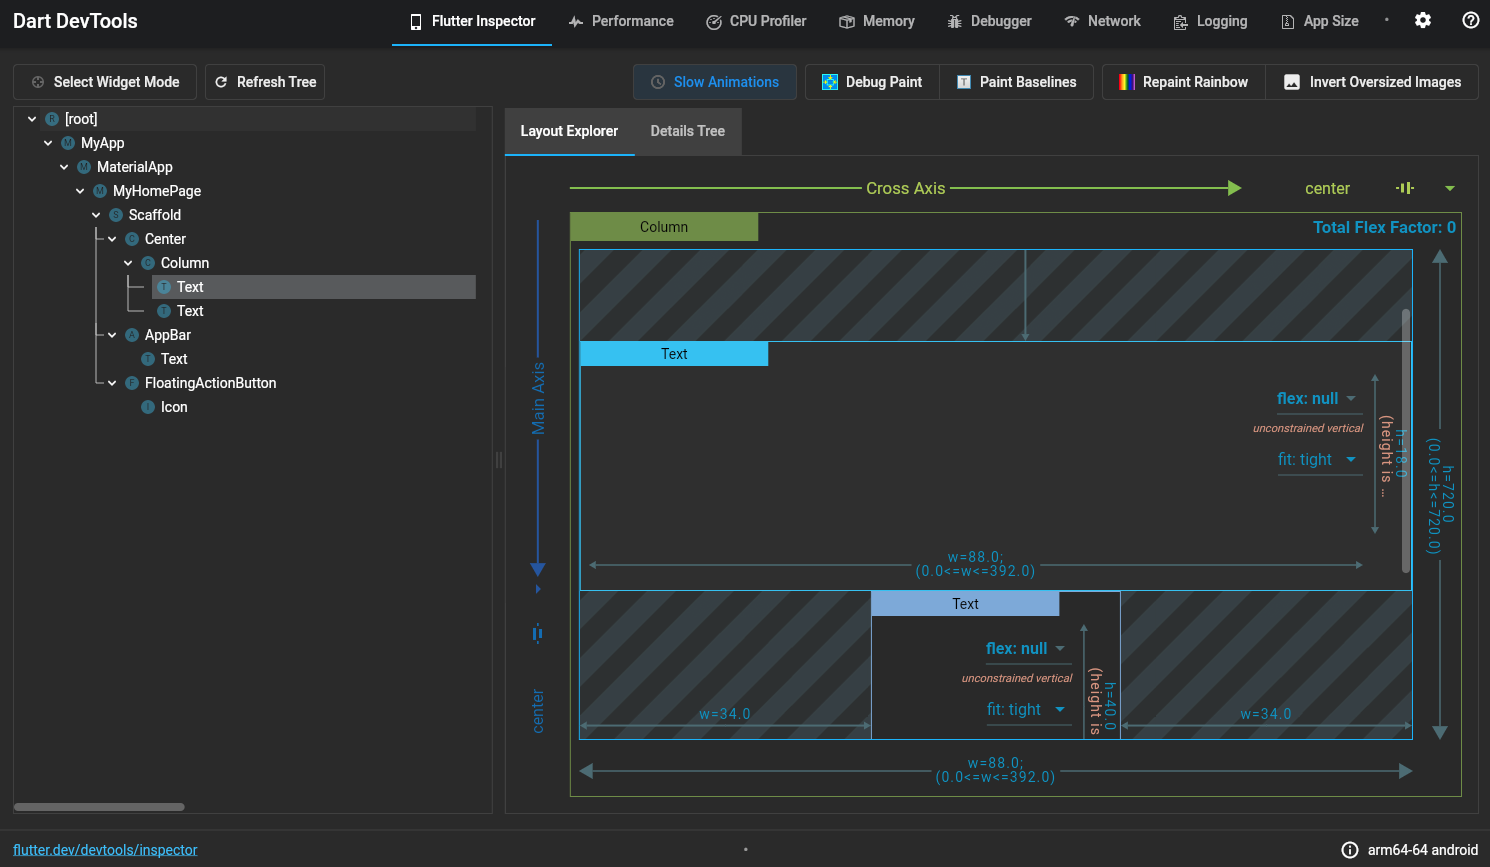 Dart DevTools
Flutter Inspector
Performance
CPU Profiler
Memory
Debugger
Network
Logging
App Size
Select Widget Mode
Refresh Tree
Slow Animations
Debug Paint
Paint Baselines
Repaint Rainbow
Invert Oversized Images
R [root]
M MyApp
M MaterialApp
M MyHomePage
S Scaffold
C Center
C Column
T Text
T Text
A AppBar
T Text
F FloatingActionButton
I Icon
Layout Explorer
Details Tree
Cross Axis
center
Main Axis
center
Column
Total Flex Factor: 0
Text
flex: null
unconstrained vertical
fit: tight
h=18.0
(height is ...
w=88.0;
(0.0<=w<=392.0)
h=720.0
(0.0<=h<=720.0)
Text
flex: null
unconstrained vertical
fit: tight
h=40.0
(height is
w=34.0
w=34.0
w=88.0;
(0.0<=w<=392.0)
flutter.dev/devtools/inspector
arm64-64 android